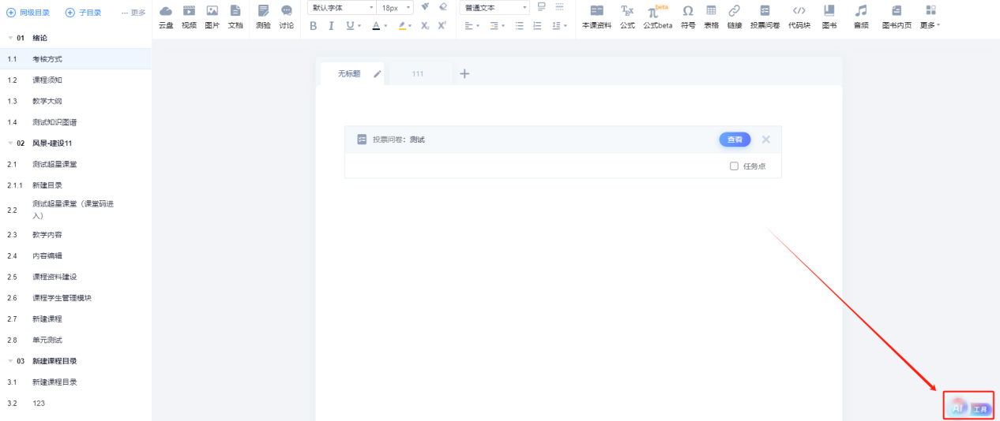 同级目录 子目录 ··· 更多
01 绪论
1.1 考核方式
1.2 课程须知
1.3 教学大纲
1.4 测试知识图谱
02 风景-建设11
2.1 测试超星课堂
2.1.1 新建目录
2.2 测试超星课堂（课堂码进
入）
2.3 教学内容
2.4 内容编辑
2.5 课程资料建设
2.6 课程学生管理模块
2.7 新建课程
2.8 单元测试
03 新建课程目录
3.1 新建课程目录
3.2 123
云盘 视频 图片 文档 测验 讨论
默认字体 18px 普通文本
B I U A X₁ X²
TEX π beta Ω </>
本课资料 公式 公式beta 符号 表格 链接 投票问卷 代码块 图书 音频 图书内页 更多
无标题 111
投票问卷：测试 查看
任务点
AI 工具